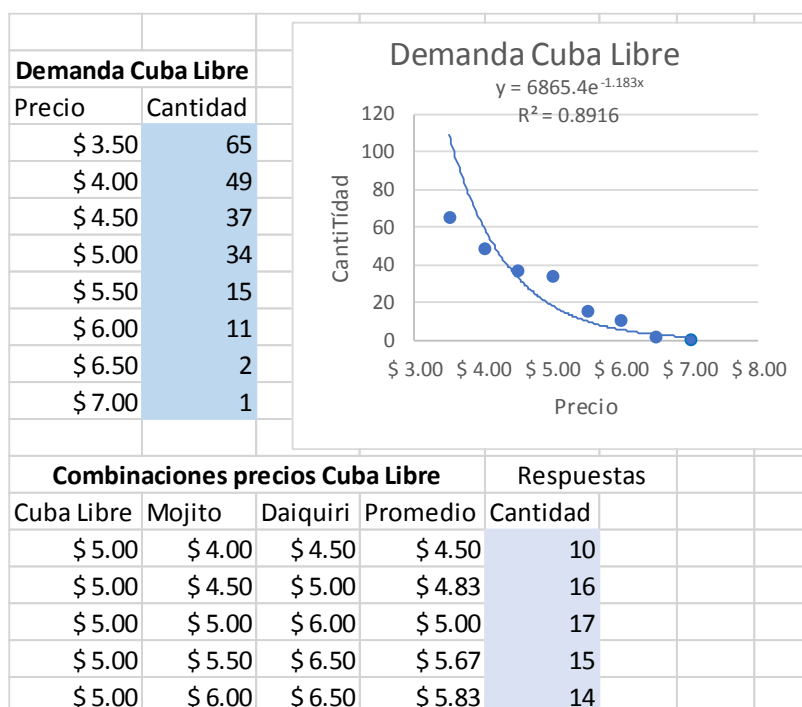 Demanda Cuba Libre
Precio Cantidad
$ 3.50 65
$ 4.00 49
$ 4.50 37
$ 5.00 34
$ 5.50 15
$ 6.00 11
$ 6.50 2
$ 7.00 1
Demanda Cuba Libre
y = 6865.4e^-1.183x
R² = 0.8916
120
100
80
60
40
20
0
CantiTídad
$ 3.00 $ 4.00 $ 5.00 $ 6.00 $ 7.00 $ 8.00
Precio
Combinaciones precios Cuba Libre Respuestas
Cuba Libre Mojito Daiquiri Promedio Cantidad
$ 5.00 $ 4.00 $ 4.50 $ 4.50 10
$ 5.00 $ 4.50 $ 5.00 $ 4.83 16
$ 5.00 $ 5.00 $ 6.00 $ 5.00 17
$ 5.00 $ 5.50 $ 6.50 $ 5.67 15
$ 5.00 $ 6.00 $ 6.50 $ 5.83 14